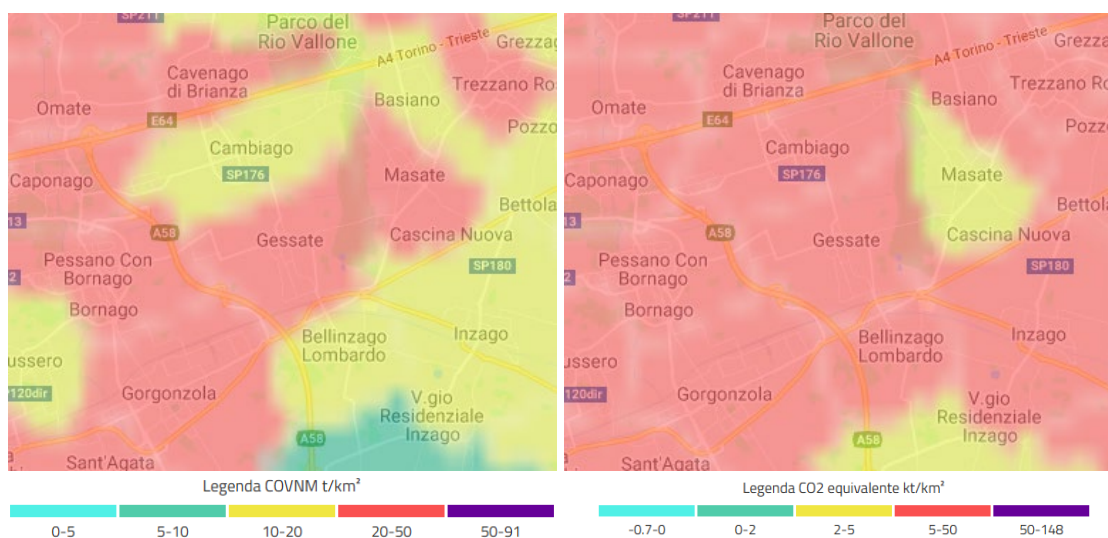 SP211
Parco del
Rio Vallone
A4 Torino - Trieste
Grezza
Cavenago
di Brianza
Trezzano Ro
Omate
Basiano
E64
Pozzo
Cambiago
SP176
Masate
Caponago
Bettola
13
A58
Gessate
Cascina Nuova
Pessano Con
Bornago
SP180
2
Bornago
Bellinzago
Lombardo
Inzago
ussero
120dir
Gorgonzola
V.gio
Residenziale
Inzago
A58
Sant'Agata
Legenda COVNM t/km²
0-5 5-10 10-20 20-50 50-91
SP211
Parco del
Rio Vallone
A4 Torino - Trieste
Grezza
Cavenago
di Brianza
Trezzano Ro
Omate
Basiano
E64
Pozzo
Cambiago
SP176
Masate
Caponago
Bettola
13
A58
Gessate
Cascina Nuova
Pessano Con
Bornago
SP180
2
Bornago
Bellinzago
Lombardo
Inzago
ussero
120dir
Gorgonzola
V.gio
Residenziale
Inzago
A58
Sant'Agata
Legenda CO2 equivalente kt/km²
-0.7-0 0-2 2-5 5-50 50-148